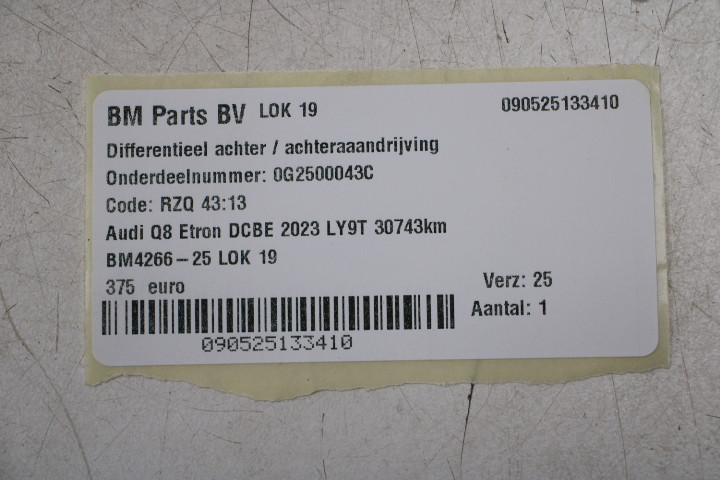 BM Parts BV LOK 19 090525133410
Differentieel achter / achteraaandrijving
Onderdeelnummer: 0G2500043C
Code: RZQ 43:13
Audi Q8 Etron DCBE 2023 LY9T 30743km
BM4266-25 LOK 19
375 euro Verz: 25
Aantal: 1
090525133410